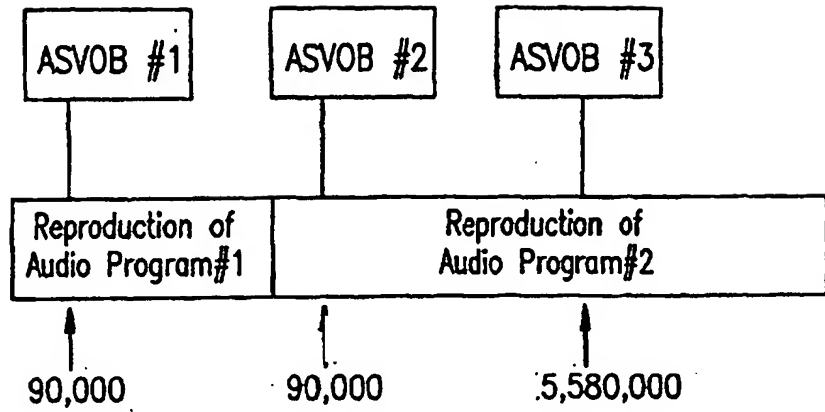 ASVOB #1
ASVOB #2
ASVOB #3
Reproduction of
Audio Program#1
Reproduction of
Audio Program#2
90,000
90,000
5,580,000